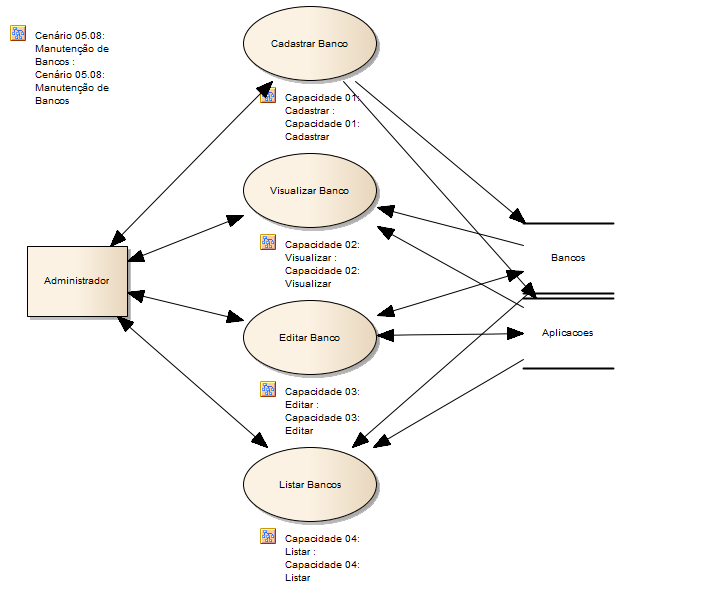 Cenário 05.08:
Manutenção de
Bancos :
Cenário 05.08:
Manutenção de
Bancos
Cadastrar Banco
Capacidade 01:
Cadastrar :
Capacidade 01:
Cadastrar
Visualizar Banco
Capacidade 02:
Visualizar :
Capacidade 02:
Visualizar
Administrador
Bancos
Aplicacoes
Editar Banco
Capacidade 03:
Editar :
Capacidade 03:
Editar
Listar Bancos
Capacidade 04:
Listar :
Capacidade 04:
Listar